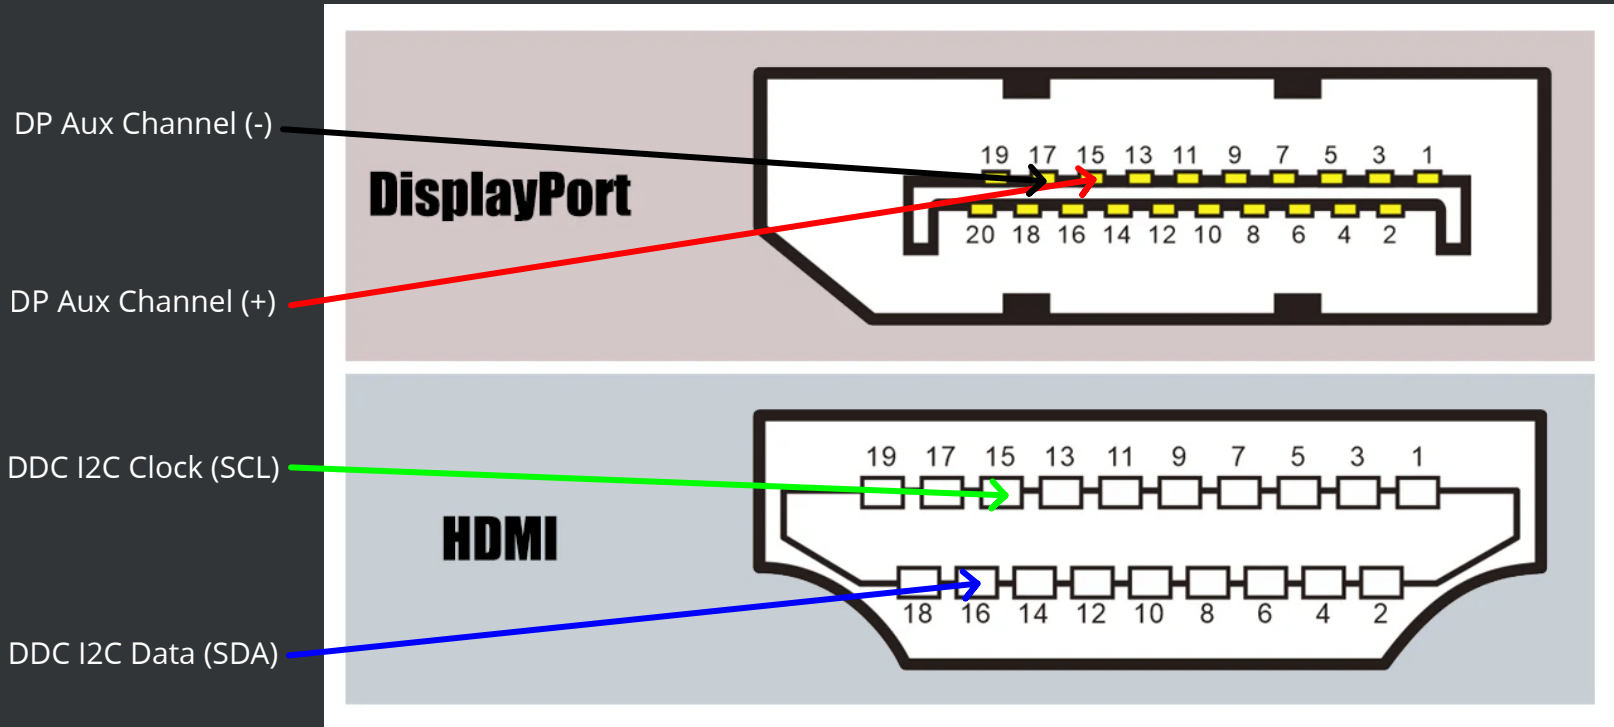 DP Aux Channel (-)
DisplayPort
19 17 15 13 11 9 7 5 3 1
20 18 16 14 12 10 8 6 4 2
DP Aux Channel (+)
DDC I2C Clock (SCL)
HDMI
19 17 15 13 11 9 7 5 3 1
18 16 14 12 10 8 6 4 2
DDC I2C Data (SDA)